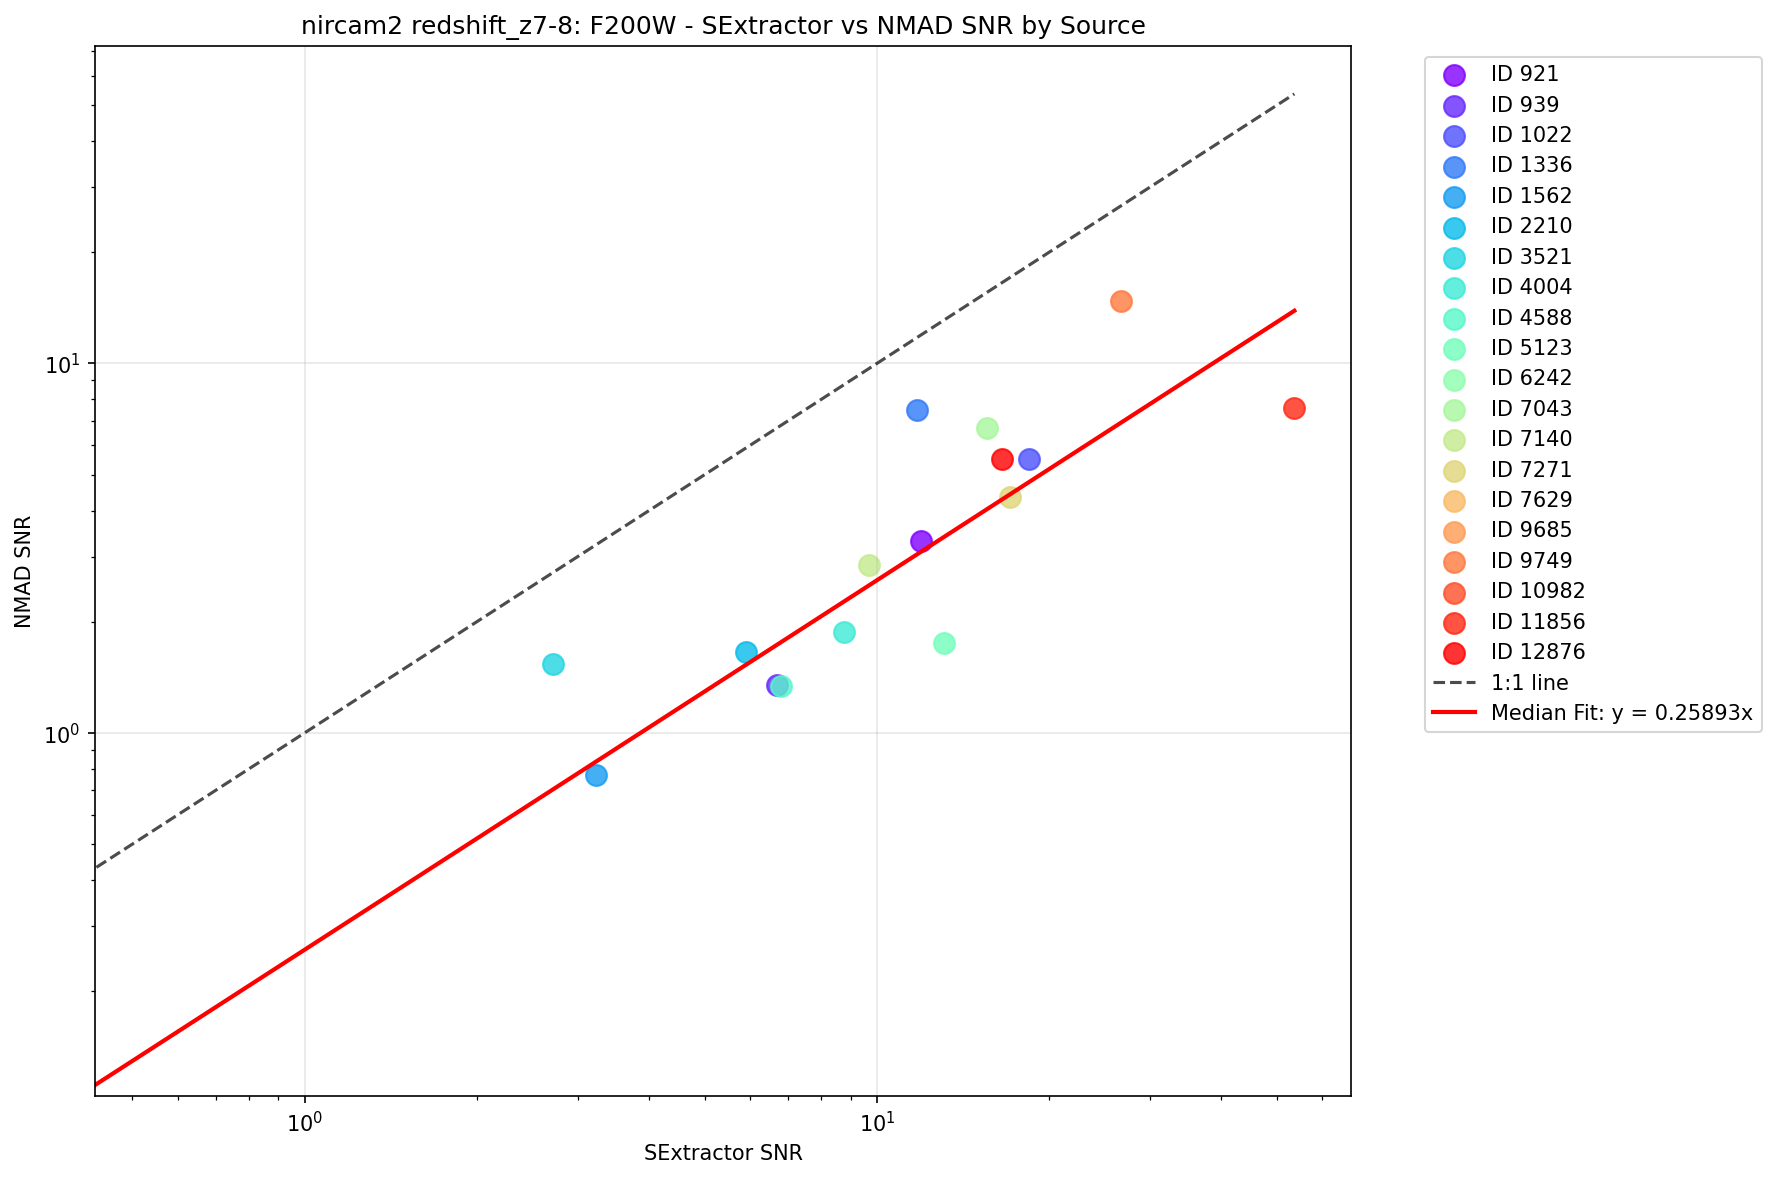 nircam2 redshift_z7-8: F200W - SExtractor vs NMAD SNR by Source
NMAD SNR
10¹
10⁰
10⁰
10¹
SExtractor SNR
ID 921
ID 939
ID 1022
ID 1336
ID 1562
ID 2210
ID 3521
ID 4004
ID 4588
ID 5123
ID 6242
ID 7043
ID 7140
ID 7271
ID 7629
ID 9685
ID 9749
ID 10982
ID 11856
ID 12876
1:1 line
Median Fit: y = 0.25893x